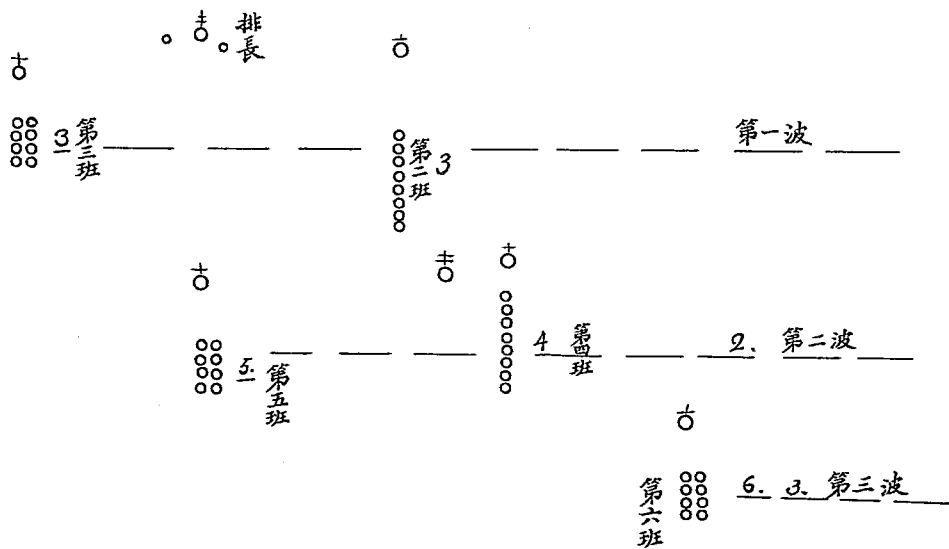 排長
第一波
3 第三班
第二班 3
4 第四班
2. 第二波
5. 第五班
第六班
6. 3. 第三波